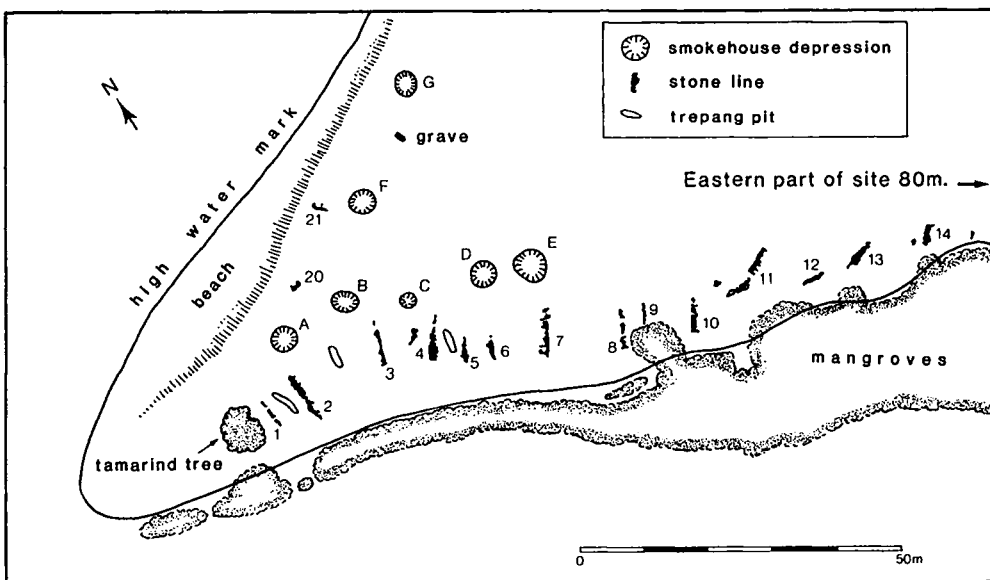 N
high water mark
beach
smokehouse depression
stone line
trepang pit
G
grave
F
21
Eastern part of site 80m.
20
D
E
B
C
A
14
13
12
11
10
9
8
7
6
5
4
3
2
1
mangroves
tamarind tree
0
50m